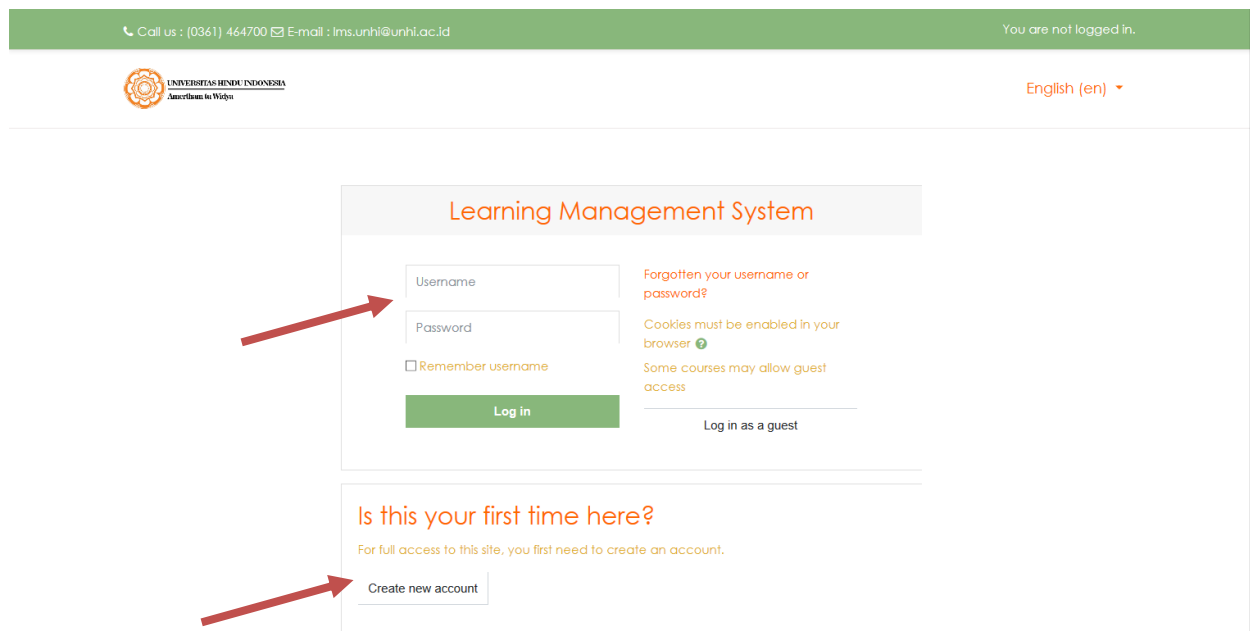 Call us : (0361) 464700 E-mail : lms.unhi@unhi.ac.id
You are not logged in.
UNIVERSITAS HINDU INDONESIA
Amertham tu Widya
English (en)
Learning Management System
Username
Password
Remember username
Log in
Forgotten your username or
password?
Cookies must be enabled in your
browser
Some courses may allow guest
access
Log in as a guest
Is this your first time here?
For full access to this site, you first need to create an account.
Create new account